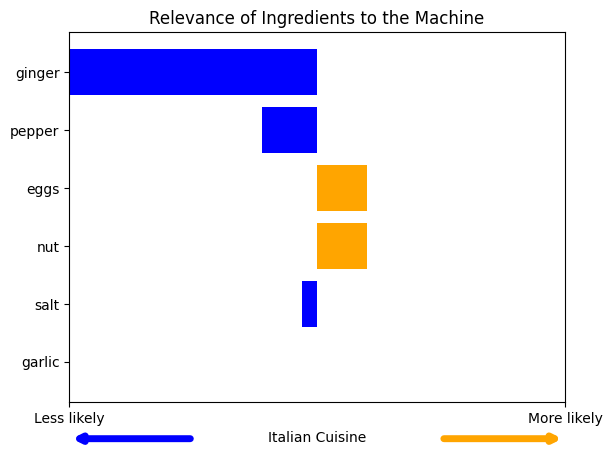 Relevance of Ingredients to the Machine
ginger
pepper
eggs
nut
salt
garlic
Less likely
More likely
Italian Cuisine